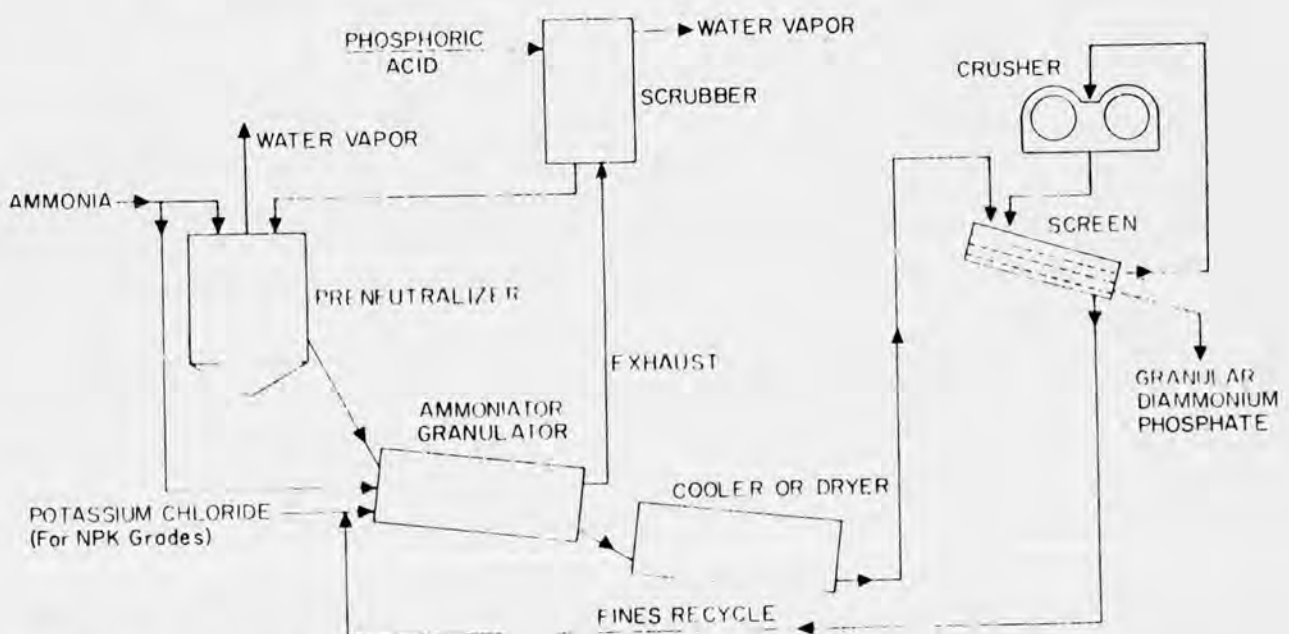 PHOSPHORIC
ACID
WATER VAPOR
SCRUBBER
CRUSHER
WATER VAPOR
AMMONIA
SCREEN
PRENEUTRALIZER
EXHAUST
GRANULAR
DIAMMONIUM
PHOSPHATE
AMMONIATOR
GRANULATOR
COOLER OR DRYER
POTASSIUM CHLORIDE
(For NPK Grades)
FINES RECYCLE